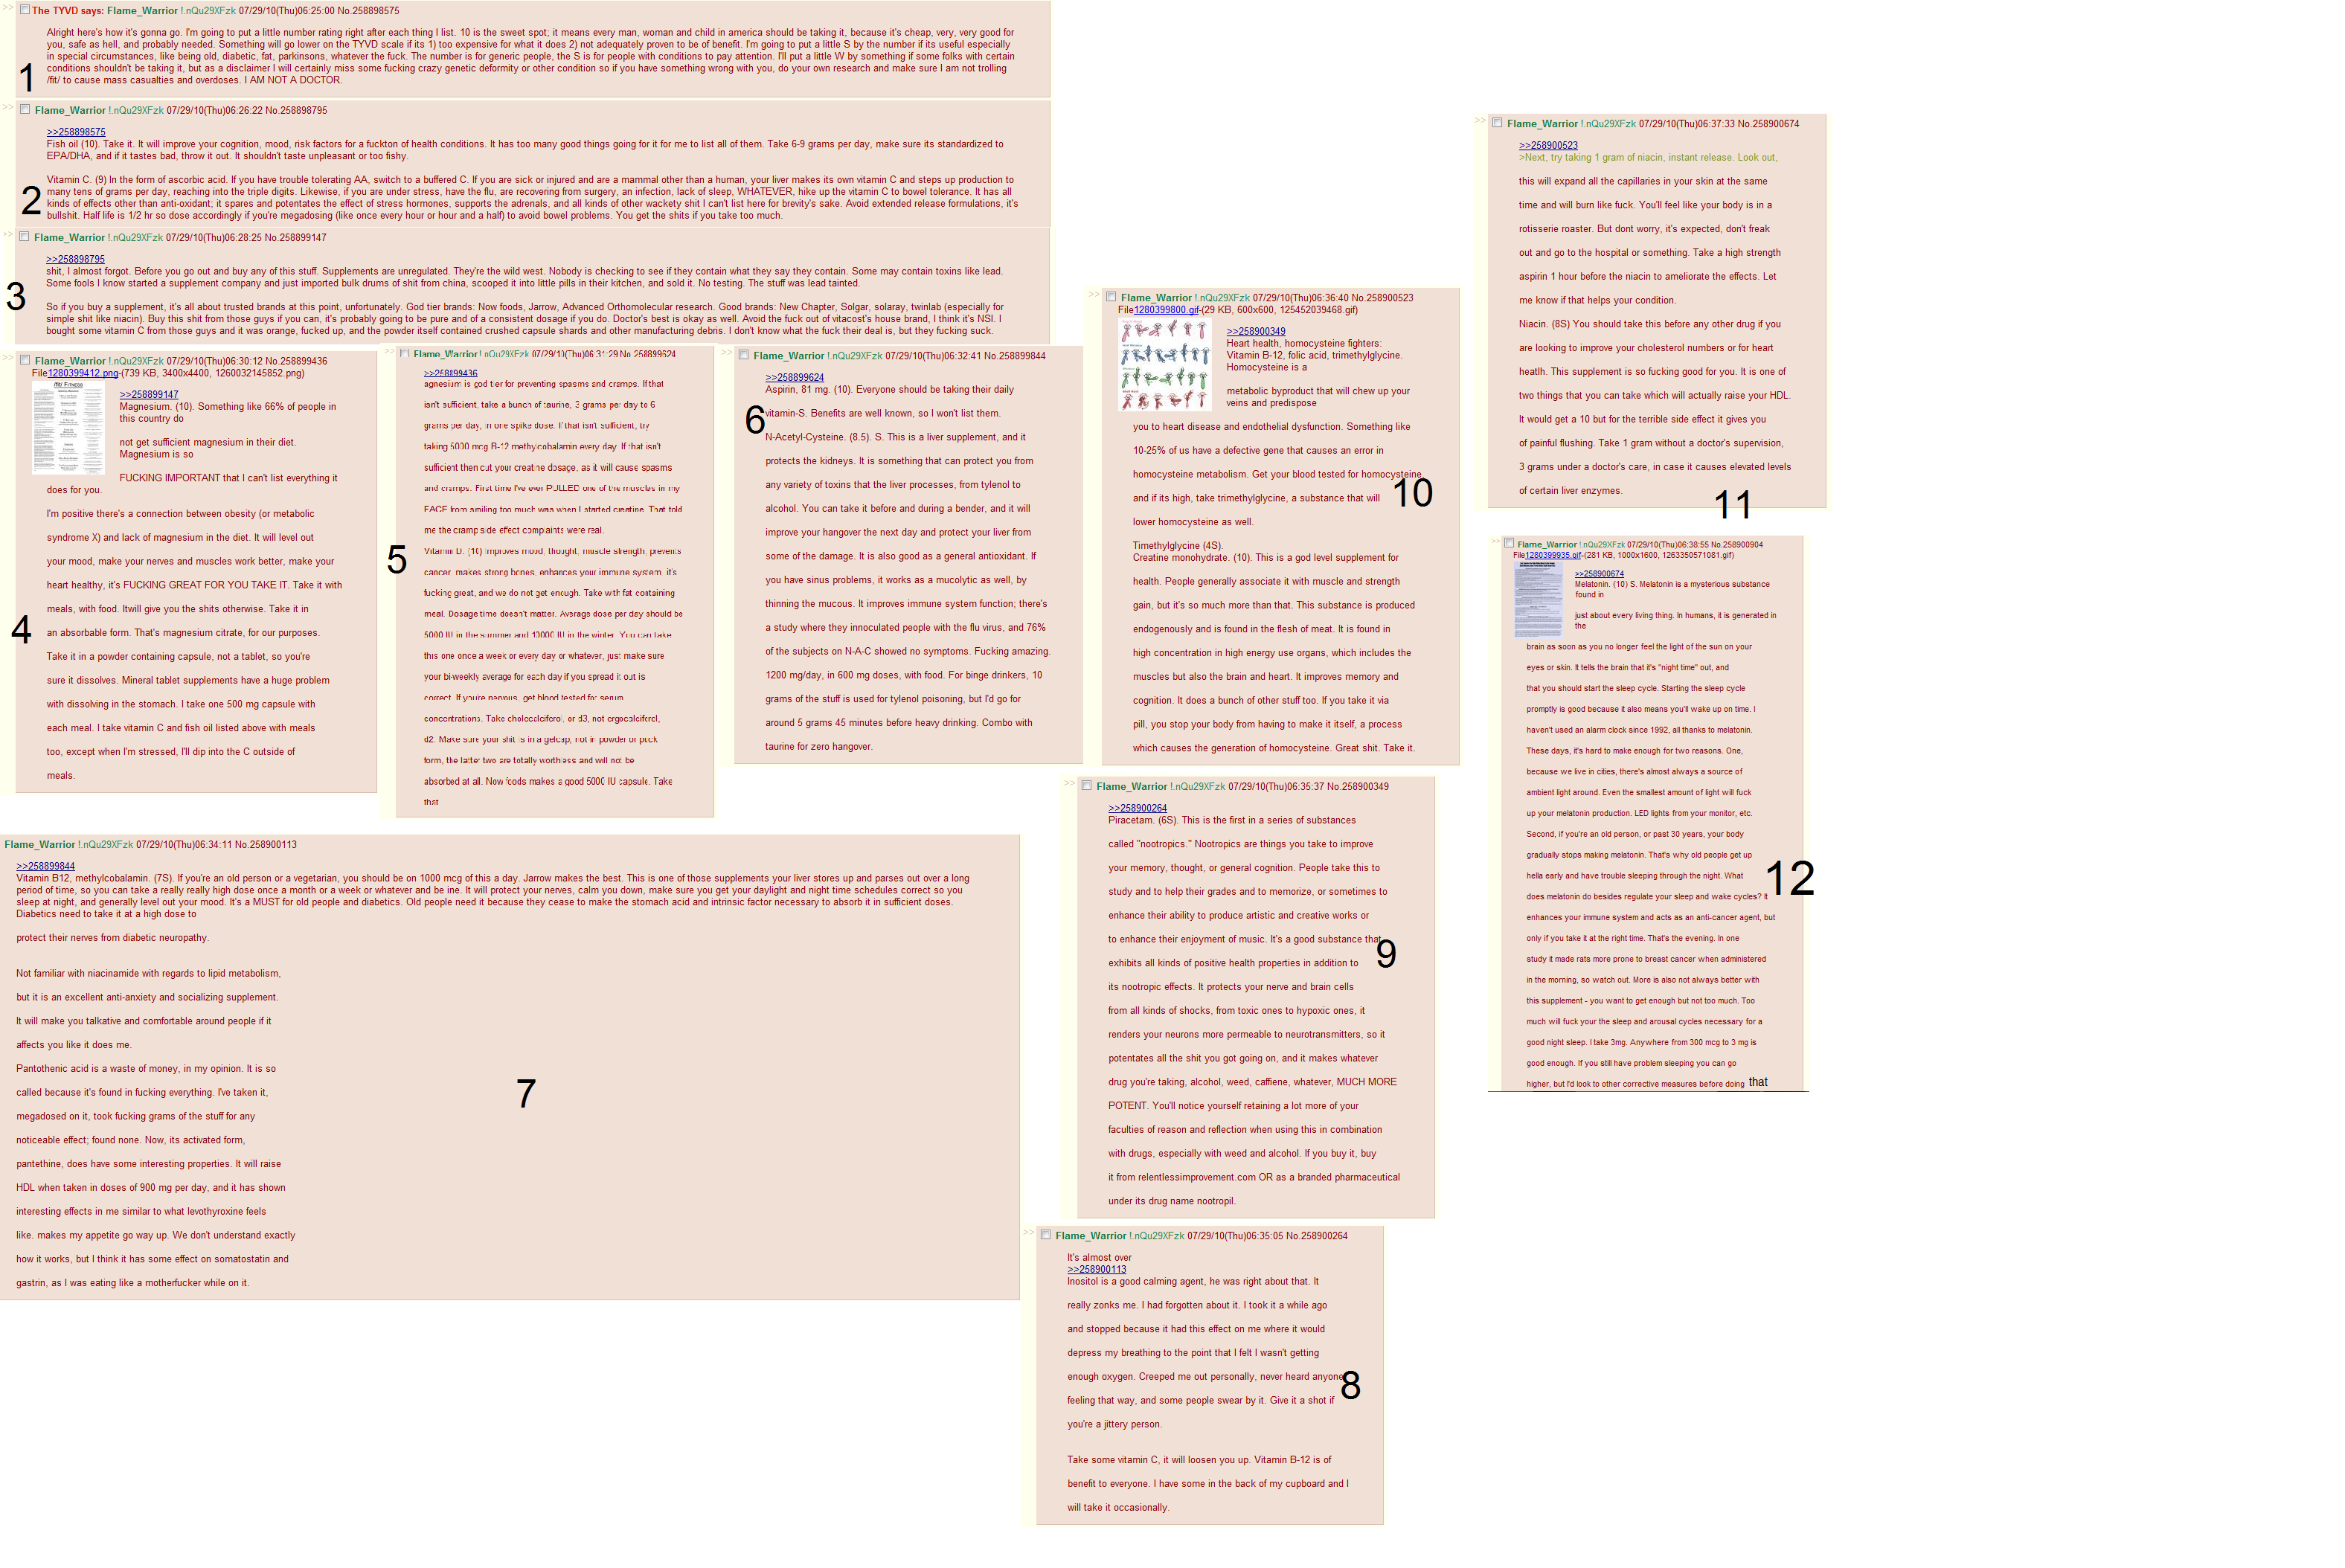 >> The TYVD says: Flame_Warrior !.nQu29XFzk 07/29/10(Thu)06:25:00 No.258898575
Alright here's how it's gonna go. I'm going to put a little number rating right after each thing I list. 10 is the sweet spot; it means every man, woman and child in america should be taking it, because it's cheap, very, very good for
you, safe as hell, and probably needed. Something will go lower on the TYVD scale if its 1) too expensive for what it does 2) not adequately proven to be of benefit. I'm going to put a little S by the number if its useful especially
in special circumstances, like being old, diabetic, fat, parkinsons, whatever the fuck. The number is for generic people, the S is for people with conditions to pay attention. I'll put a little W by something if some folks with certain
conditions shouldn't be taking it, but as a disclaimer I will certainly miss some fucking crazy genetic deformity or other condition so if you have something wrong with you, do your own research and make sure I am not trolling
/fit/ to cause mass casualties and overdoses. I AM NOT A DOCTOR.
1
>> Flame_Warrior !.nQu29XFzk 07/29/10(Thu)06:26:22 No.258898795
>>258898575
Fish oil (10). Take it. It will improve your cognition, mood, risk factors for a fuckton of health conditions. It has too many good things going for it for me to list all of them. Take 6-9 grams per day, make sure its standardized to
EPA/DHA, and if it tastes bad, throw it out. It shouldn't taste unpleasant or too fishy.
Vitamin C. (9) In the form of ascorbic acid. If you have trouble tolerating AA, switch to a buffered C. If you are sick or injured and are a mammal other than a human, your liver makes its own vitamin C and steps up production to
many tens of grams per day, reaching into the triple digits. Likewise, if you are under stress, have the flu, are recovering from surgery, an infection, lack of sleep, WHATEVER, hike up the vitamin C to bowel tolerance. It has all
kinds of effects other than anti-oxidant; it spares and potentates the effect of stress hormones, supports the adrenals, and all kinds of other wackety shit I can't list here for brevity's sake. Avoid extended release formulations, it's
bullshit. Half life is 1/2 hr so dose accordingly if you're megadosing (like once every hour or hour and a half) to avoid bowel problems. You get the shits if you take too much.
2
>> Flame_Warrior !.nQu29XFzk 07/29/10(Thu)06:28:25 No.258899147
>>258898795
shit, I almost forgot. Before you go out and buy any of this stuff. Supplements are unregulated. They're the wild west. Nobody is checking to see if they contain what they say they contain. Some may contain toxins like lead.
Some fools I know started a supplement company and just imported bulk drums of shit from china, scooped it into little pills in their kitchen, and sold it. No testing. The stuff was lead tainted.
So if you buy a supplement, it's all about trusted brands at this point, unfortunately. God tier brands: Now foods, Jarrow, Advanced Orthomolecular research. Good brands: New Chapter, Solgar, solaray, twinlab (especially for
simple shit like niacin). Buy this shit from those guys if you can, it's probably going to be pure and of a consistent dosage if you do. Doctor's best is okay as well. Avoid the fuck out of vitacost's house brand, I think it's NSI. I
bought some vitamin C from those guys and it was orange, fucked up, and the powder itself contained crushed capsule shards and other manufacturing debris. I don't know what the fuck their deal is, but they fucking suck.
3
>> Flame_Warrior !.nQu29XFzk 07/29/10(Thu)06:30:12 No.258899436
File1280399412.png-(739 KB, 3400x4400, 1260032145852.png)
>>258899147
Magnesium. (10). Something like 66% of people in
this country do
not get sufficient magnesium in their diet.
Magnesium is so
FUCKING IMPORTANT that I can't list everything it
does for you.
I'm positive there's a connection between obesity (or metabolic
syndrome X) and lack of magnesium in the diet. It will level out
your mood, make your nerves and muscles work better, make your
heart healthy, it's FUCKING GREAT FOR YOU TAKE IT. Take it with
meals, with food. Itwill give you the shits otherwise. Take it in
an absorbable form. That's magnesium citrate, for our purposes.
Take it in a powder containing capsule, not a tablet, so you're
sure it dissolves. Mineral tablet supplements have a huge problem
with dissolving in the stomach. I take one 500 mg capsule with
each meal. I take vitamin C and fish oil listed above with meals
too, except when I'm stressed, I'll dip into the C outside of
meals.
4
>> Flame_Warrior !.nQu29XFzk 07/29/10(Thu)06:31:29 No.258899624
>>258899436
agnesium is god tier for preventing spasms and cramps. If that
isn't sufficient, take a bunch of taurine, 3 grams per day to 6
grams per day, in one spike dose. If that isn't sufficient, try
taking 5000 mcg B-12 methylcobalamin every day. If that isn't
sufficient then cut your creatine dosage, as it will cause spasms
and cramps. First time I've ever PULLED one of the muscles in my
FACE from smiling too much was when I started creatine. That told
me the cramp side effect complaints were real.
Vitamin D. (10) Improves mood, thought, muscle strength, prevents
cancer, makes strong bones, enhances your immune system, it's
fucking great, and we do not get enough. Take with fat containing
meal. Dosage time doesn't matter. Average dose per day should be
5000 IU in the summer and 10000 IU in the winter. You can take
this one once a week or every day or whatever, just make sure
your bi-weekly average for each day if you spread it out is
correct. If you're nervous, get blood tested for serum
concentrations. Take cholecalciferol, or d3, not ergocalciferol,
d2. Make sure your shit is in a gelcap, not in powder or puck
form, the latter two are totally worthless and will not be
absorbed at all. Now foods makes a good 5000 IU capsule. Take
that
5
>> Flame_Warrior !.nQu29XFzk 07/29/10(Thu)06:32:41 No.258899844
>>258899624
Aspirin, 81 mg. (10). Everyone should be taking their daily
vitamin-S. Benefits are well known, so I won't list them.
N-Acetyl-Cysteine. (8.5). S. This is a liver supplement, and it
protects the kidneys. It is something that can protect you from
any variety of toxins that the liver processes, from tylenol to
alcohol. You can take it before and during a bender, and it will
improve your hangover the next day and protect your liver from
some of the damage. It is also good as a general antioxidant. If
you have sinus problems, it works as a mucolytic as well, by
thinning the mucous. It improves immune system function; there's
a study where they innoculated people with the flu virus, and 76%
of the subjects on N-A-C showed no symptoms. Fucking amazing.
1200 mg/day, in 600 mg doses, with food. For binge drinkers, 10
grams of the stuff is used for tylenol poisoning, but I'd go for
around 5 grams 45 minutes before heavy drinking. Combo with
taurine for zero hangover.
6
Flame_Warrior !.nQu29XFzk 07/29/10(Thu)06:34:11 No.258900113
>>258899844
Vitamin B12, methylcobalamin. (7S). If you're an old person or a vegetarian, you should be on 1000 mcg of this a day. Jarrow makes the best. This is one of those supplements your liver stores up and parses out over a long
period of time, so you can take a really really high dose once a month or a week or whatever and be ine. It will protect your nerves, calm you down, make sure you get your daylight and night time schedules correct so you
sleep at night, and generally level out your mood. It's a MUST for old people and diabetics. Old people need it because they cease to make the stomach acid and intrinsic factor necessary to absorb it in sufficient doses.
Diabetics need to take it at a high dose to
protect their nerves from diabetic neuropathy.
Not familiar with niacinamide with regards to lipid metabolism,
but it is an excellent anti-anxiety and socializing supplement.
It will make you talkative and comfortable around people if it
affects you like it does me.
Pantothenic acid is a waste of money, in my opinion. It is so
called because it's found in fucking everything. I've taken it,
megadosed on it, took fucking grams of the stuff for any
noticeable effect; found none. Now, its activated form,
pantethine, does have some interesting properties. It will raise
HDL when taken in doses of 900 mg per day, and it has shown
interesting effects in me similar to what levothyroxine feels
like. makes my appetite go way up. We don't understand exactly
how it works, but I think it has some effect on somatostatin and
gastrin, as I was eating like a motherfucker while on it.
7
>> Flame_Warrior !.nQu29XFzk 07/29/10(Thu)06:35:05 No.258900264
It's almost over
>>258900113
Inositol is a good calming agent, he was right about that. It
really zonks me. I had forgotten about it. I took it a while ago
and stopped because it had this effect on me where it would
depress my breathing to the point that I felt I wasn't getting
enough oxygen. Creeped me out personally, never heard anyone
feeling that way, and some people swear by it. Give it a shot if
you're a jittery person.
Take some vitamin C, it will loosen you up. Vitamin B-12 is of
benefit to everyone. I have some in the back of my cupboard and I
will take it occasionally.
8
>> Flame_Warrior !.nQu29XFzk 07/29/10(Thu)06:35:37 No.258900349
>>258900264
Piracetam. (6S). This is the first in a series of substances
called "nootropics." Nootropics are things you take to improve
your memory, thought, or general cognition. People take this to
study and to help their grades and to memorize, or sometimes to
enhance their ability to produce artistic and creative works or
to enhance their enjoyment of music. It's a good substance that
exhibits all kinds of positive health properties in addition to
its nootropic effects. It protects your nerve and brain cells
from all kinds of shocks, from toxic ones to hypoxic ones, it
renders your neurons more permeable to neurotransmitters, so it
potentates all the shit you got going on, and it makes whatever
drug you're taking, alcohol, weed, caffiene, whatever, MUCH MORE
POTENT. You'll notice yourself retaining a lot more of your
faculties of reason and reflection when using this in combination
with drugs, especially with weed and alcohol. If you buy it, buy
it from relentlessimprovement.com OR as a branded pharmaceutical
under its drug name nootropil.
9
>> Flame_Warrior !.nQu29XFzk 07/29/10(Thu)06:36:40 No.258900523
File1280399800.gif-(29 KB, 600x600, 125452039468.gif)
>>258900349
Heart health, homocysteine fighters:
Vitamin B-12, folic acid, trimethylglycine.
Homocysteine is a
metabolic byproduct that will chew up your
veins and predispose
you to heart disease and endothelial dysfunction. Something like
10-25% of us have a defective gene that causes an error in
homocysteine metabolism. Get your blood tested for homocysteine,
and if its high, take trimethylglycine, a substance that will
lower homocysteine as well.
Timethylglycine (4S).
Creatine monohydrate. (10). This is a god level supplement for
health. People generally associate it with muscle and strength
gain, but it's so much more than that. This substance is produced
endogenously and is found in the flesh of meat. It is found in
high concentration in high energy use organs, which includes the
muscles but also the brain and heart. It improves memory and
cognition. It does a bunch of other stuff too. If you take it via
pill, you stop your body from having to make it itself, a process
which causes the generation of homocysteine. Great shit. Take it.
10
>> Flame_Warrior !.nQu29XFzk 07/29/10(Thu)06:37:33 No.258900674
>>258900523
>Next, try taking 1 gram of niacin, instant release. Look out,
this will expand all the capillaries in your skin at the same
time and will burn like fuck. You'll feel like your body is in a
rotisserie roaster. But dont worry, it's expected, don't freak
out and go to the hospital or something. Take a high strength
aspirin 1 hour before the niacin to ameliorate the effects. Let
me know if that helps your condition.
Niacin. (8S) You should take this before any other drug if you
are looking to improve your cholesterol numbers or for heart
heatlh. This supplement is so fucking good for you. It is one of
two things that you can take which will actually raise your HDL.
It would get a 10 but for the terrible side effect it gives you
of painful flushing. Take 1 gram without a doctor's supervision,
3 grams under a doctor's care, in case it causes elevated levels
of certain liver enzymes.
11
>> Flame_Warrior !.nQu29XFzk 07/29/10(Thu)06:38:55 No.258900904
File1280399935.gif-(281 KB, 1000x1600, 1263350571081.gif)
>>258900674
Melatonin. (10) S. Melatonin is a mysterious substance
found in
just about every living thing. In humans, it is generated in
the
brain as soon as you no longer feel the light of the sun on your
eyes or skin. It tells the brain that it's "night time" out, and
that you should start the sleep cycle. Starting the sleep cycle
promptly is good because it also means you'll wake up on time. I
haven't used an alarm clock since 1992, all thanks to melatonin.
These days, it's hard to make enough for two reasons. One,
because we live in cities, there's almost always a source of
ambient light around. Even the smallest amount of light will fuck
up your melatonin production. LED lights from your monitor, etc.
Second, if you're an old person, or past 30 years, your body
gradually stops making melatonin. That's why old people get up
hella early and have trouble sleeping through the night. What
does melatonin do besides regulate your sleep and wake cycles? It
enhances your immune system and acts as an anti-cancer agent, but
only if you take it at the right time. That's the evening. In one
study it made rats more prone to breast cancer when administered
in the morning, so watch out. More is also not always better with
this supplement - you want to get enough but not too much. Too
much will fuck your the sleep and arousal cycles necessary for a
good night sleep. I take 3mg. Anywhere from 300 mcg to 3 mg is
good enough. If you still have problem sleeping you can go
higher, but I'd look to other corrective measures before doing that
12